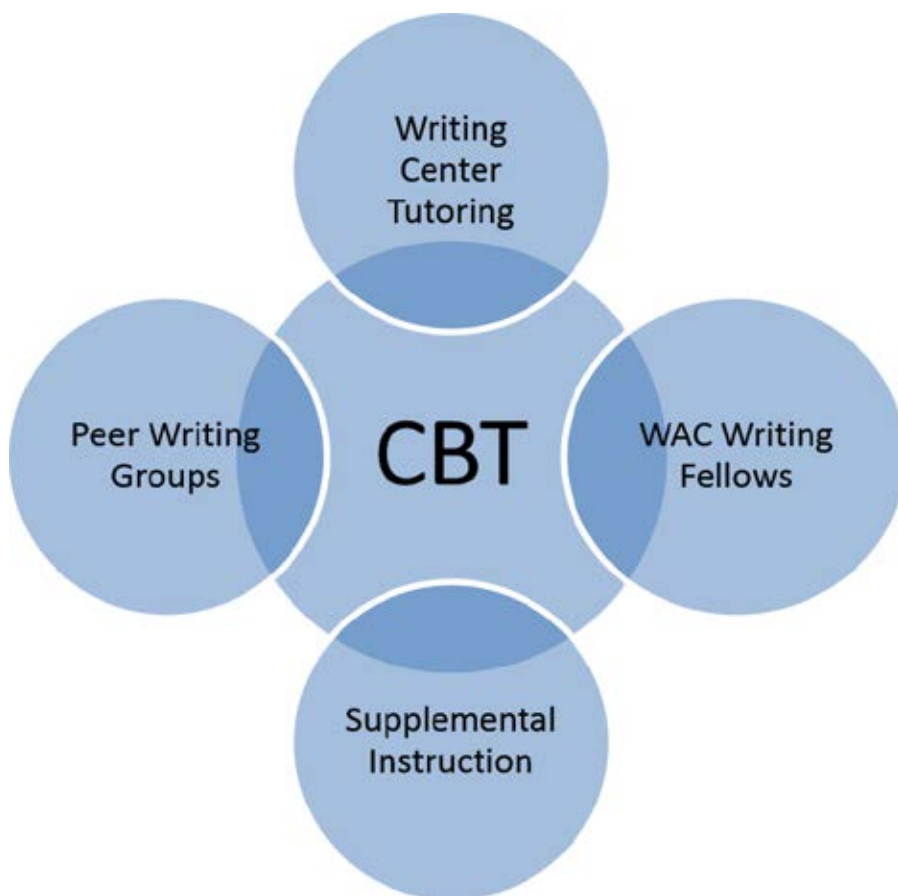 Writing
Center
Tutoring
Peer Writing
Groups
CBT
WAC Writing
Fellows
Supplemental
Instruction